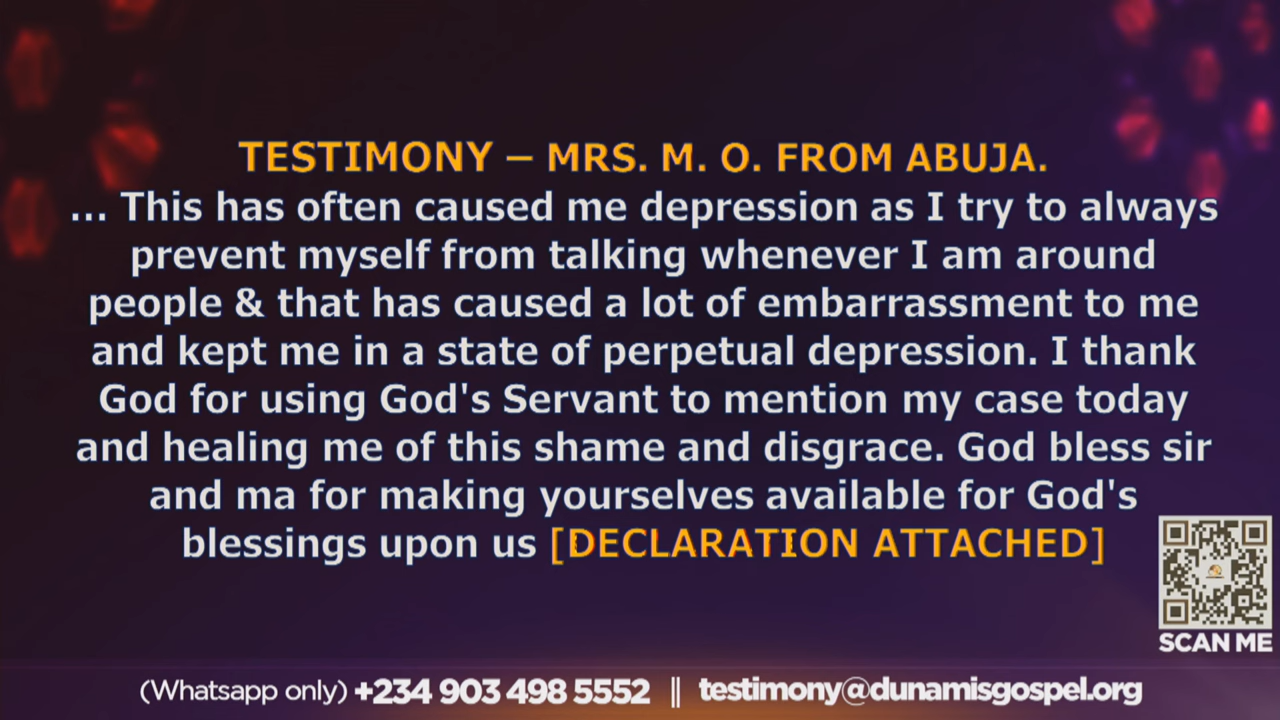 TESTIMONY – MRS. M. O. FROM ABUJA.
... This has often caused me depression as I try to always
prevent myself from talking whenever I am around
people & that has caused a lot of embarrassment to me
and kept me in a state of perpetual depression. I thank
God for using God's Servant to mention my case today
and healing me of this shame and disgrace. God bless sir
and ma for making yourselves available for God's
blessings upon us [DECLARATION ATTACHED]
SCAN ME
(Whatsapp only) +234 903 498 5552 || testimony@dunamisgospel.org